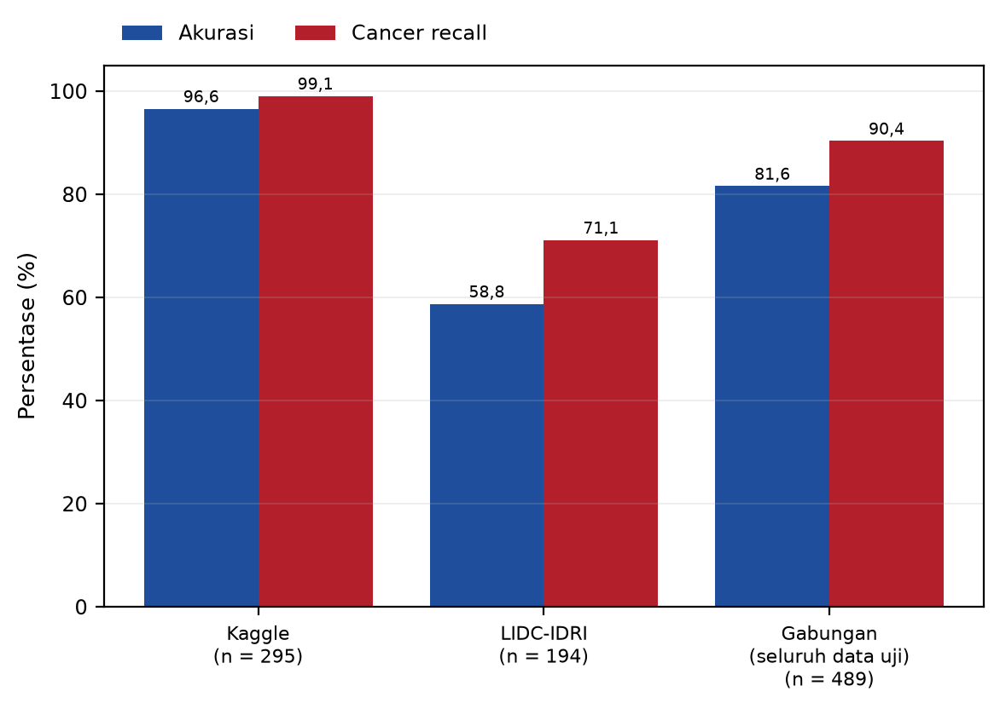 Akurasi
Cancer recall
Persentase (%)
100
80
60
40
20
0
96,6
99,1
58,8
71,1
81,6
90,4
Kaggle
(n = 295)
LIDC-IDRI
(n = 194)
Gabungan
(seluruh data uji)
(n = 489)